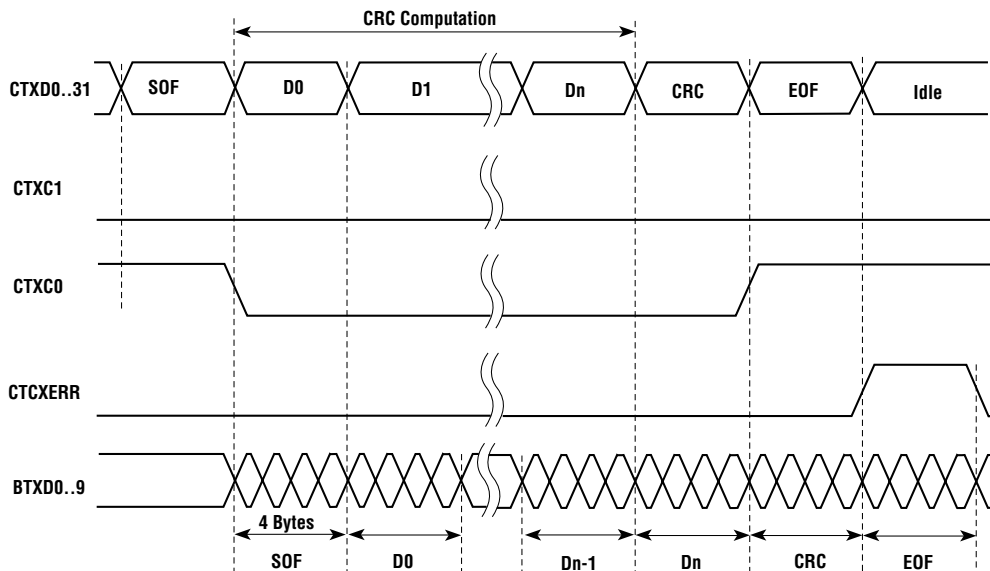 CRC Computation
CTXD0..31 SOF D0 D1 Dn CRC EOF Idle
CTXC1
CTXC0
CTCXERR
BTXD0..9
4 Bytes
SOF D0 Dn-1 Dn CRC EOF